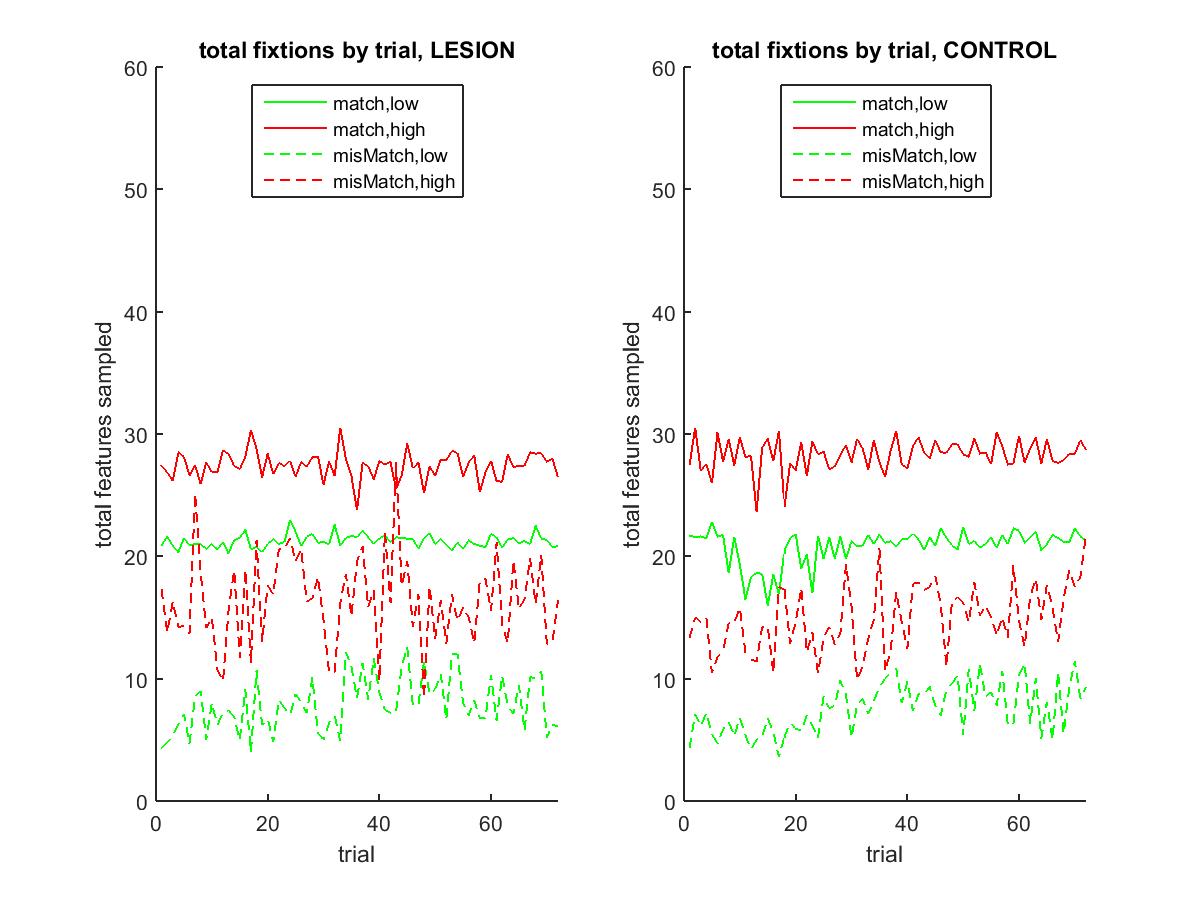 total fixtions by trial, LESION
match,low
match,high
misMatch,low
misMatch,high
60
50
40
30
20
10
0
total features sampled
0 20 40 60
trial
total fixtions by trial, CONTROL
match,low
match,high
misMatch,low
misMatch,high
60
50
40
30
20
10
0
total features sampled
0 20 40 60
trial